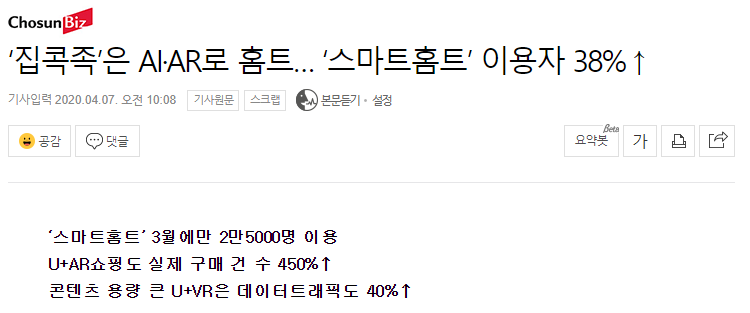 ChosunBiz
‘집콕족’은 AI·AR로 홈트... ‘스마트홈트’ 이용자 38%↑
기사입력 2020.04.07. 오전 10:08 기사원문 스크랩 본문듣기 · 설정
공감 댓글 요약봇 Beta 가
‘스마트홈트’ 3월에만 2만5000명 이용
U+AR쇼핑도 실제 구매 건 수 450%↑
콘텐츠 용량 큰 U+VR은 데이터트래픽도 40%↑